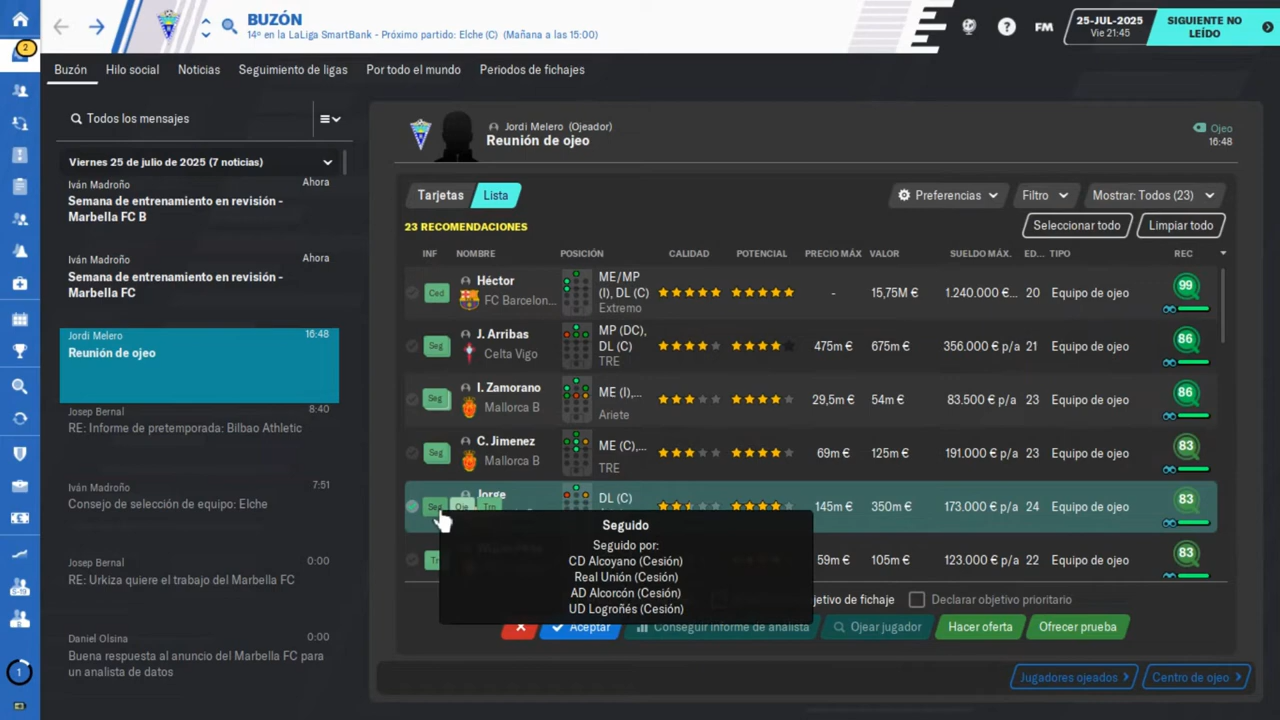 BUZÓN
14º en la LaLiga SmartBank - Próximo partido: Elche (C) (Mañana a las 15:00)
FM
25-JUL-2025
Vie 21:45
SIGUIENTE NO
LEÍDO
2
Buzón
Hilo social
Noticias
Seguimiento de ligas
Por todo el mundo
Periodos de fichajes
Todos los mensajes
Viernes 25 de julio de 2025 (7 noticias)
Iván Madroño
Ahora
Semana de entrenamiento en revisión -
Marbella FC B
Iván Madroño
Ahora
Semana de entrenamiento en revisión -
Marbella FC
Jordi Melero
16:48
Reunión de ojeo
Josep Bernal
8:40
RE: Informe de pretemporada: Bilbao Athletic
Iván Madroño
7:51
Consejo de selección de equipo: Elche
Josep Bernal
0:00
RE: Urkiza quiere el trabajo del Marbella FC
Daniel Olsina
0:00
Buena respuesta al anuncio del Marbella FC para
un analista de datos
1
Jordi Melero (Ojeador)
Reunión de ojeo
Ojeo
16:48
Tarjetas
Lista
Preferencias
Filtro
Mostrar: Todos (23)
23 RECOMENDACIONES
Seleccionar todo
Limpiar todo
INF NOMBRE POSICIÓN CALIDAD POTENCIAL PRECIO MÁX VALOR SUELDO MÁX. ED... TIPO REC
Ced Héctor
FC Barcelon...
ME/MP
(I), DL (C)
Extremo
- 15,75M € 1.240.000 €... 20 Equipo de ojeo 99
Seg J. Arribas
Celta Vigo
MP (DC),
DL (C)
TRE
475m € 675m € 356.000 € p/a 21 Equipo de ojeo 86
Seg I. Zamorano
Mallorca B
ME (I),...
Ariete
29,5m € 54m € 83.500 € p/a 23 Equipo de ojeo 86
Seg C. Jimenez
Mallorca B
ME (C),...
TRE
69m € 125m € 191.000 € p/a 23 Equipo de ojeo 83
Seg Oje Trn Jorge
DL (C)
145m € 350m € 173.000 € p/a 24 Equipo de ojeo 83
59m € 105m € 123.000 € p/a 22 Equipo de ojeo 83
Seguido
Seguido por:
CD Alcoyano (Cesión)
Real Unión (Cesión)
AD Alcorcón (Cesión)
UD Logroñés (Cesión)
objetivo de fichaje
Declarar objetivo prioritario
Aceptar
Conseguir informe de analista
Ojear jugador
Hacer oferta
Ofrecer prueba
Jugadores ojeados
Centro de ojeo